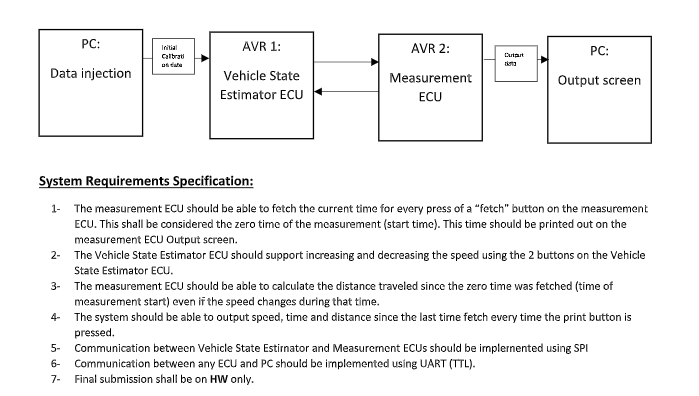 PC:
Data injection
Initial
Calibrati
on data
AVR 1:
Vehicle State
Estimator ECU
AVR 2:
Measurement
ECU
Output
data
PC:
Output screen
System Requirements Specification:
1- The measurement ECU should be able to fetch the current time for every press of a "fetch" button on the measurement
ECU. This shall be considered the zero time of the measurement (start time). This time should be printed out on the
measurement ECU Output screen.
2- The Vehicle State Estimator ECU should support increasing and decreasing the speed using the 2 buttons on the Vehicle
State Estimator ECU.
3- The measurement ECU should be able to calculate the distance traveled since the zero time was fetched (time of
measurement start) even if the speed changes during that time.
4- The system should be able to output speed, time and distance since the last time fetch every time the print button is
pressed.
5- Communication between Vehicle State Estimator and Measurement ECUs should be implemented using SPI
6- Communication between any ECU and PC should be implemented using UART (TTL).
7- Final submission shall be on HW only.